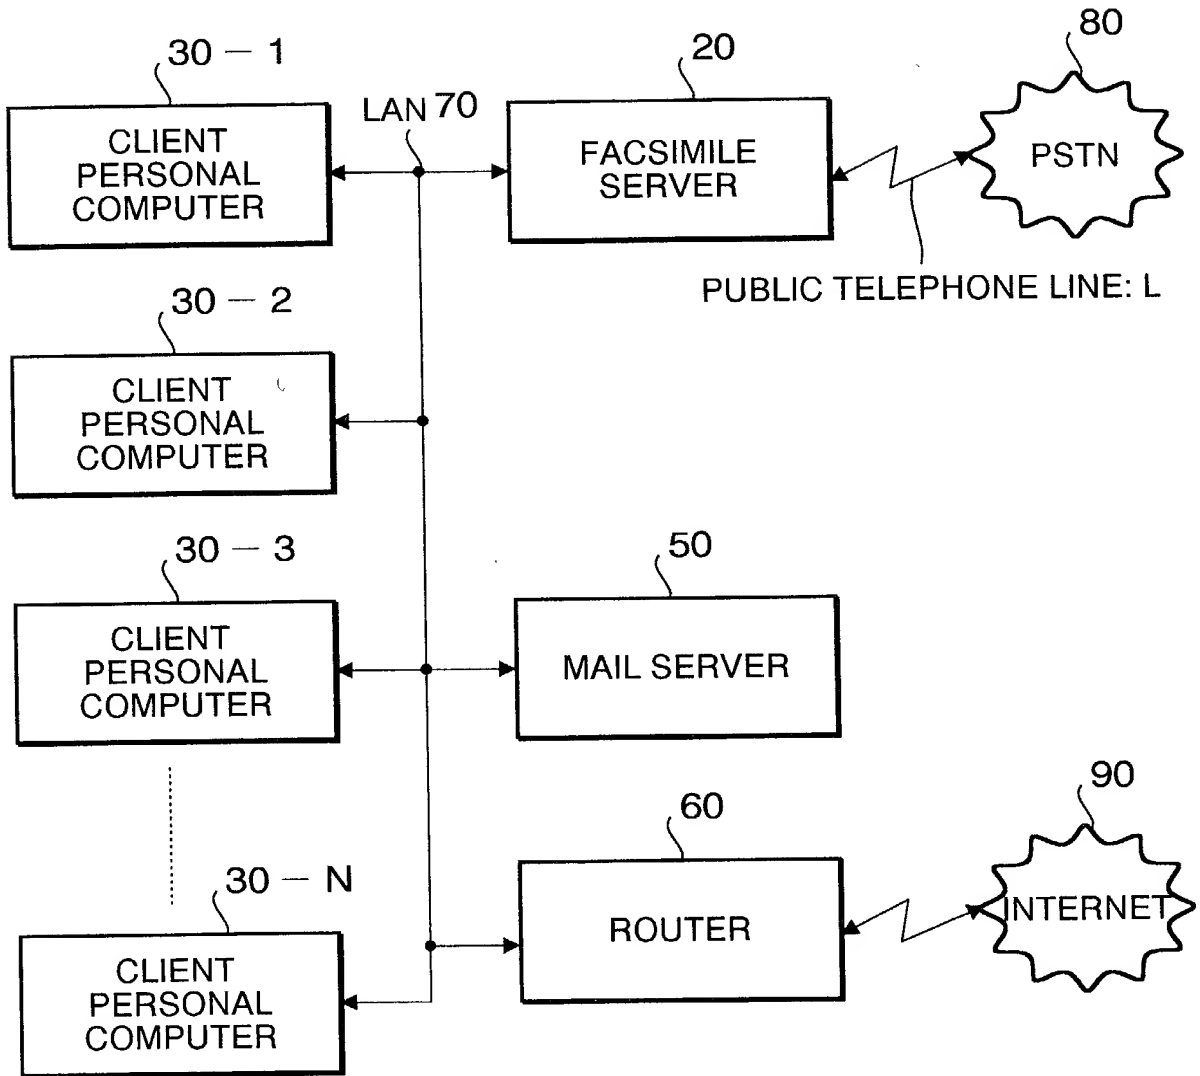 30 - 1
CLIENT
PERSONAL
COMPUTER
LAN 70
20
FACSIMILE
SERVER
80
PSTN
PUBLIC TELEPHONE LINE: L
30 - 2
CLIENT
PERSONAL
COMPUTER
30 - 3
CLIENT
PERSONAL
COMPUTER
50
MAIL SERVER
60
ROUTER
90
INTERNET
30 - N
CLIENT
PERSONAL
COMPUTER